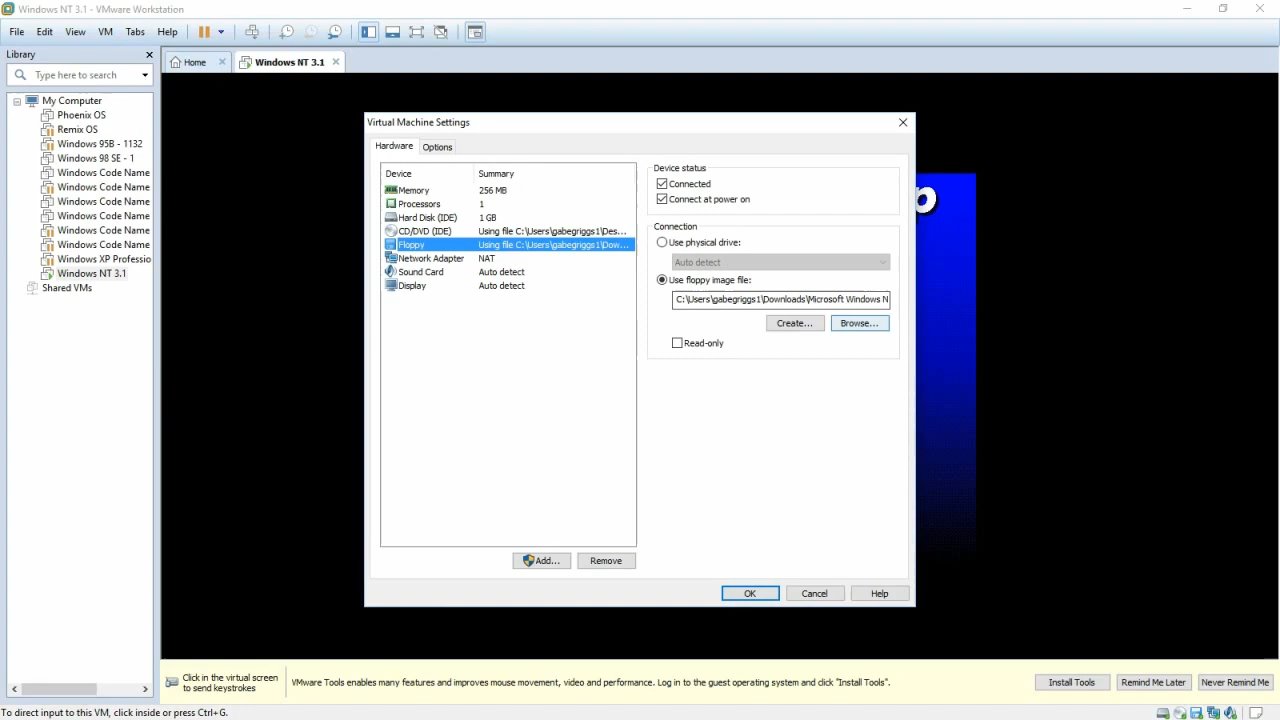 Windows NT 3.1 - VMware Workstation
File Edit View VM Tabs Help
Library
Type here to search
Home
Windows NT 3.1
My Computer
Phoenix OS
Remix OS
Windows 95B - 1132
Windows 98 SE - 1
Windows Code Name
Windows Code Name
Windows Code Name
Windows Code Name
Windows Code Name
Windows Code Name
Windows XP Professio
Windows NT 3.1
Shared VMs
Virtual Machine Settings
Hardware Options
Device Summary
Memory 256 MB
Processors 1
Hard Disk (IDE) 1 GB
CD/DVD (IDE) Using file C:\Users\gabegriggs1\Des...
Floppy Using file C:\Users\gabegriggs1\Dow...
Network Adapter NAT
Sound Card Auto detect
Display Auto detect
Add... Remove
Device status
Connected
Connect at power on
Connection
Use physical drive:
Auto detect
Use floppy image file:
C:\Users\gabegriggs1\Downloads\Microsoft Windows N
Create... Browse...
Read-only
OK Cancel Help
p
Click in the virtual screen
to send keystrokes
VMware Tools enables many features and improves mouse movement, video and performance. Log in to the guest operating system and click "Install Tools".
Install Tools Remind Me Later Never Remind Me
To direct input to this VM, click inside or press Ctrl+G.